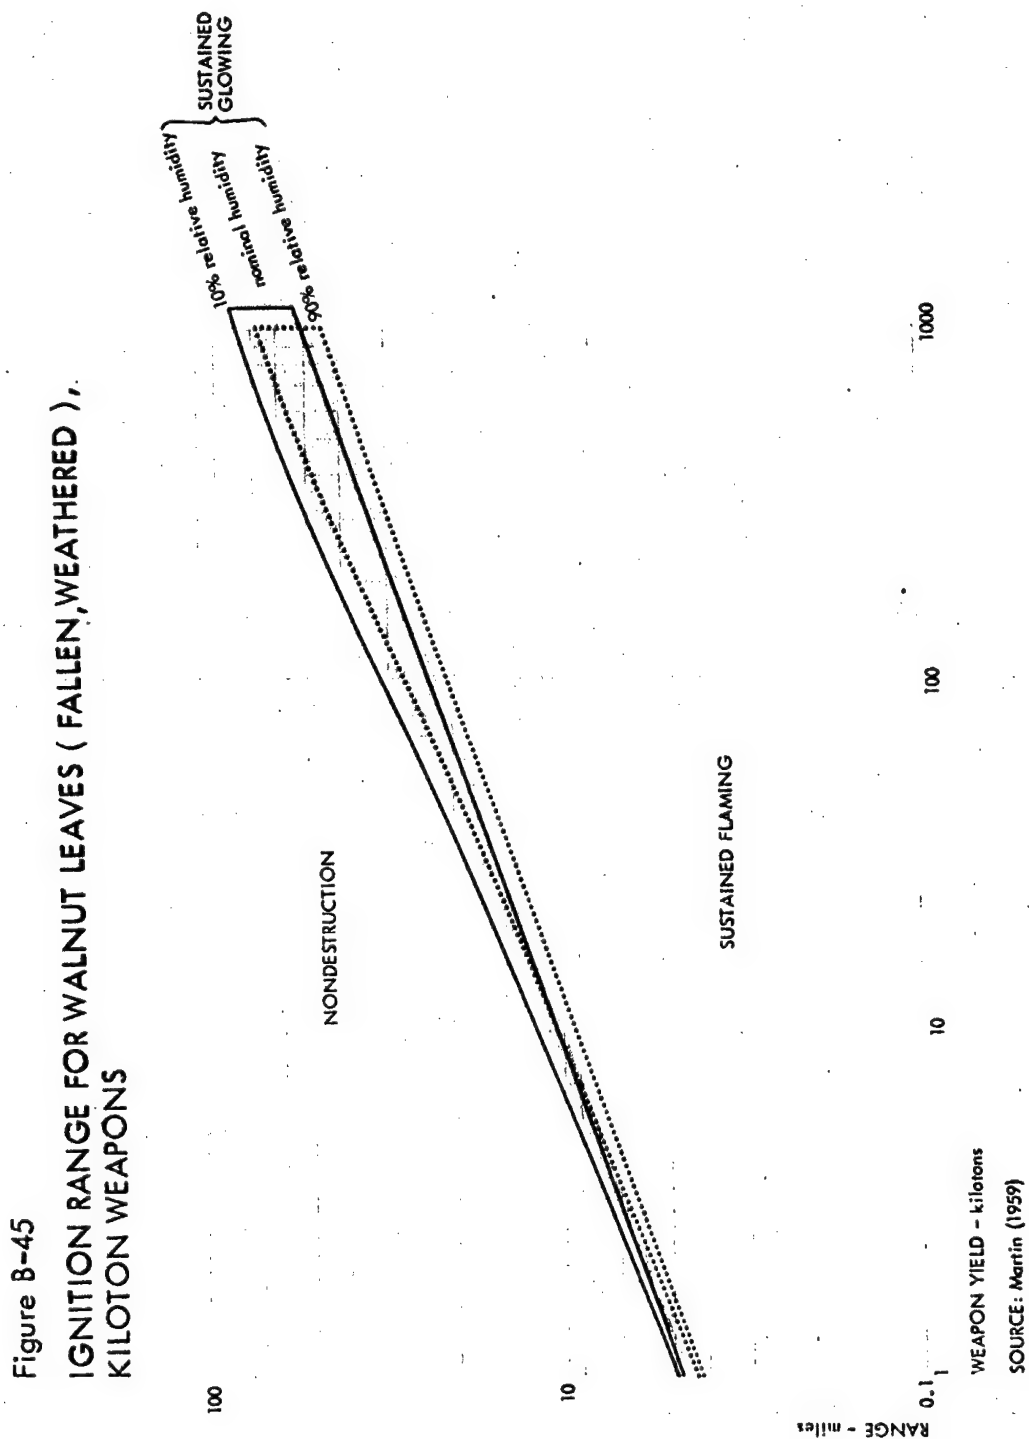 Figure B-45
IGNITION RANGE FOR WALNUT LEAVES ( FALLEN,WEATHERED ),
KILOTON WEAPONS
SUSTAINED
GLOWING
10% relative humidity
nominal humidity
90% relative humidity
NONDESTRUCTION
SUSTAINED FLAMING
100
10
0.1
RANGE - miles
1
10
100
1000
WEAPON YIELD - kilotons
SOURCE: Martin (1959)